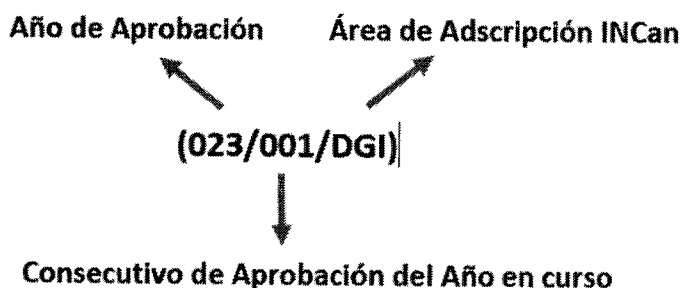 Año de Aprobación
Área de Adscripción INCan
(023/001/DGI)
Consecutivo de Aprobación del Año en curso